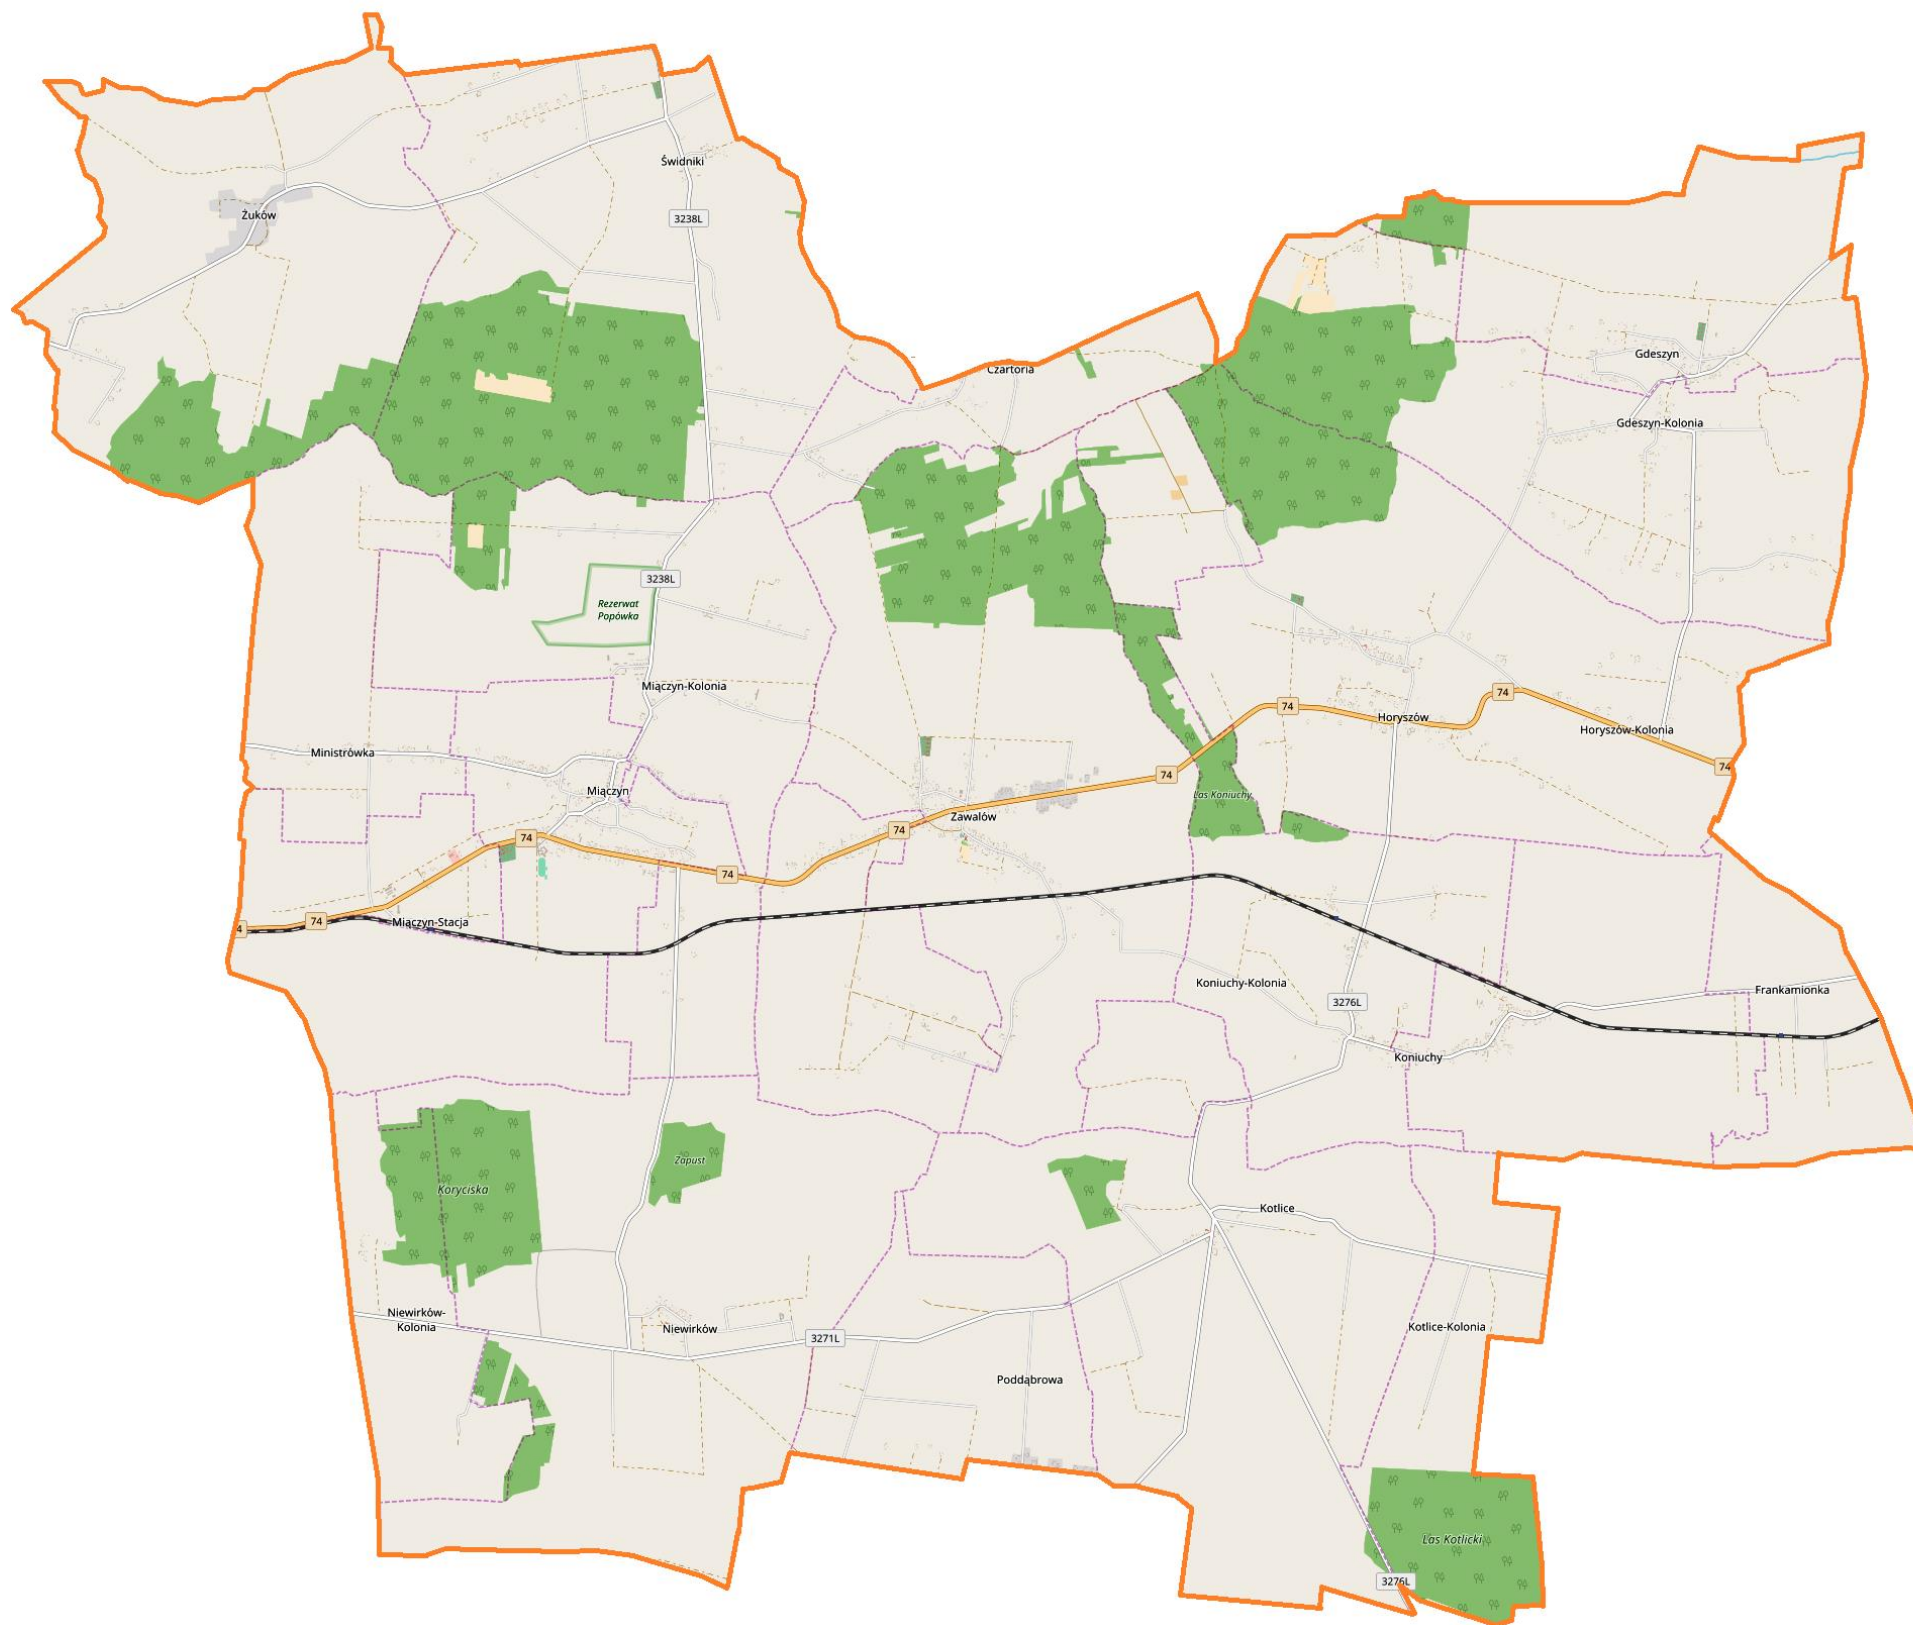 Świdniki
Żuków
3238L
Gdeszyn
Czartoria
Gdeszyn-Kolonia
3238L
Rezerwat
Popówka
Miączyn-Kolonia
74
74
Horyszów
Horyszów-Kolonia
Ministrówka
74
74
Miączyn
Las Koniuchy
Zawalów
74
74
74
Miączyn-Stacja
74
4
Koniuchy-Kolonia
Frankamionka
3276L
Koniuchy
Zapust
Koryciska
Kotlice
Niewirków-
Kolonia
Niewirków
3271L
Kotlice-Kolonia
Poddąbrowa
Las Kotlicki
3276L